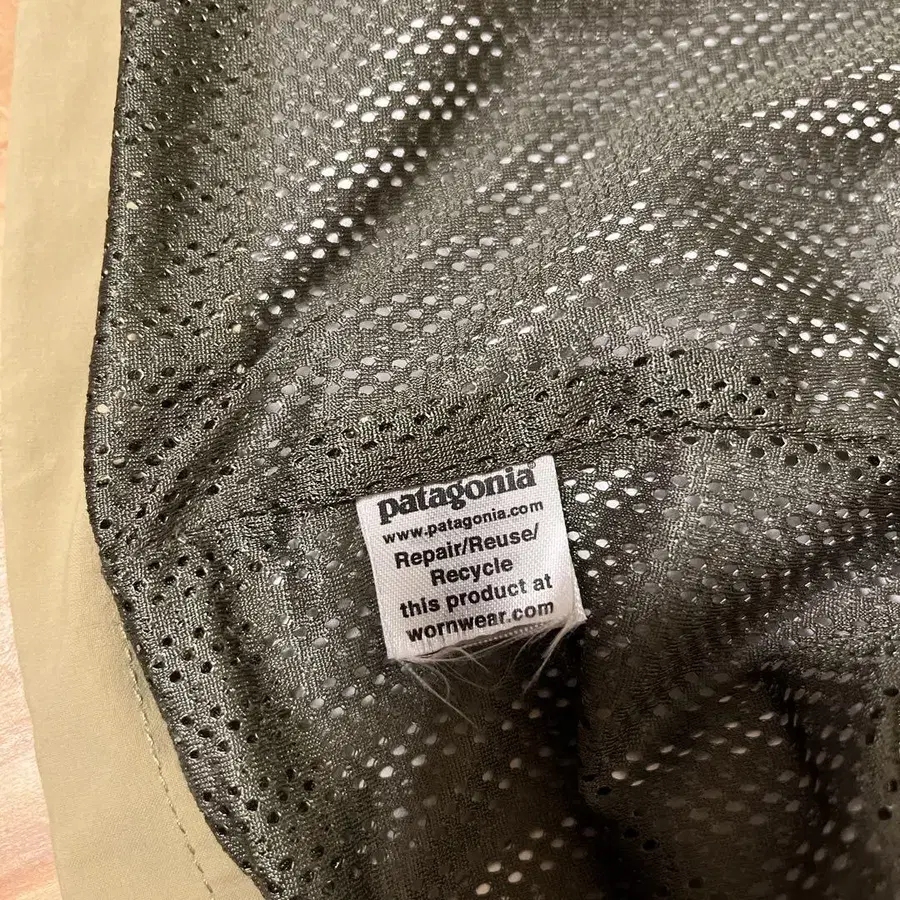 patagonia®
www.patagonia.com
Repair/Reuse/
Recycle
this product at
wornwear.com